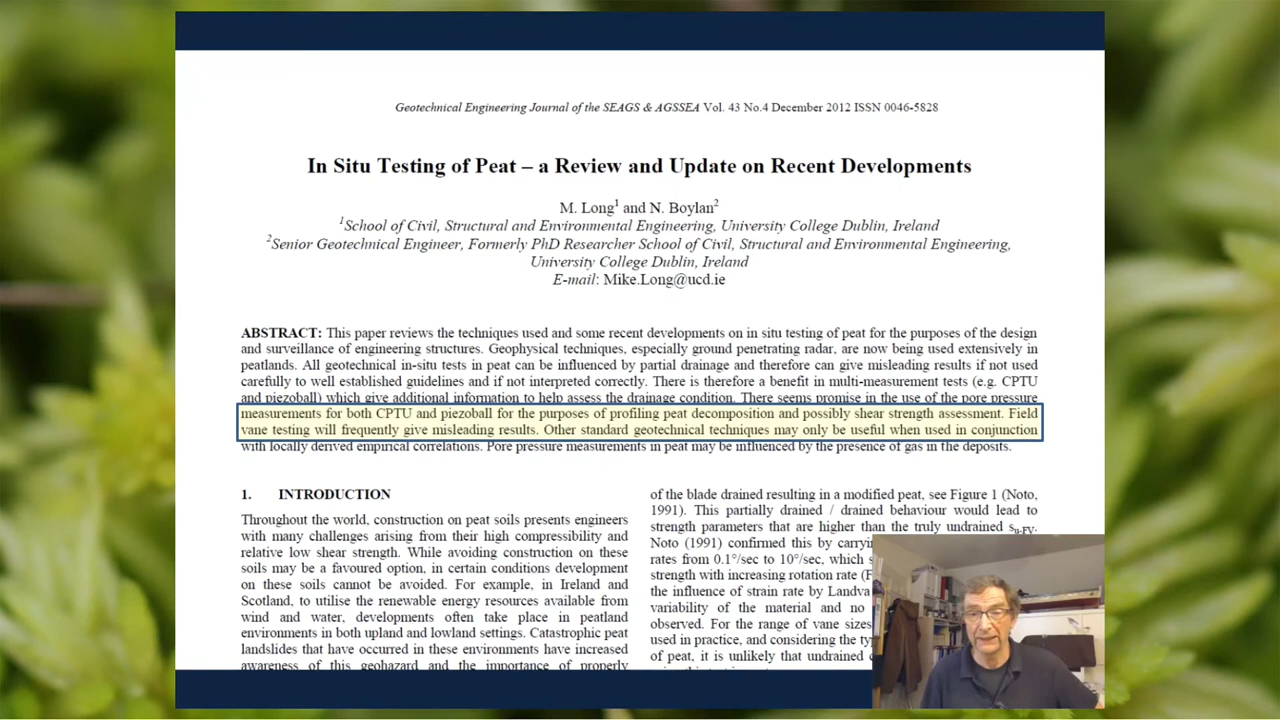 Geotechnical Engineering Journal of the SEAGS & AGSSEA Vol. 43 No.4 December 2012 ISSN 0046-5828
In Situ Testing of Peat – a Review and Update on Recent Developments
M. Long1 and N. Boylan2
1School of Civil, Structural and Environmental Engineering, University College Dublin, Ireland
2Senior Geotechnical Engineer, Formerly PhD Researcher School of Civil, Structural and Environmental Engineering,
University College Dublin, Ireland
E-mail: Mike.Long@ucd.ie
ABSTRACT: This paper reviews the techniques used and some recent developments on in situ testing of peat for the purposes of the design
and surveillance of engineering structures. Geophysical techniques, especially ground penetrating radar, are now being used extensively in
peatlands. All geotechnical in-situ tests in peat can be influenced by partial drainage and therefore can give misleading results if not used
carefully to well established guidelines and if not interpreted correctly. There is therefore a benefit in multi-measurement tests (e.g. CPTU
and piezoball) which give additional information to help assess the drainage condition. There seems promise in the use of the pore pressure
measurements for both CPTU and piezoball for the purposes of profiling peat decomposition and possibly shear strength assessment. Field
vane testing will frequently give misleading results. Other standard geotechnical techniques may only be useful when used in conjunction
with locally derived empirical correlations. Pore pressure measurements in peat may be influenced by the presence of gas in the deposits.
1. INTRODUCTION
Throughout the world, construction on peat soils presents engineers
with many challenges arising from their high compressibility and
relative low shear strength. While avoiding construction on these
soils may be a favoured option, in certain conditions development
on these soils cannot be avoided. For example, in Ireland and
Scotland, to utilise the renewable energy resources available from
wind and water, developments often take place in peatland
environments in both upland and lowland settings. Catastrophic peat
landslides that have occurred in these environments have increased
awareness of this geohazard and the importance of properly
of the blade drained resulting in a modified peat, see Figure 1 (Noto,
1991). This partially drained / drained behaviour would lead to
strength parameters that are higher than the truly undrained su-FV.
Noto (1991) confirmed this by
rates from 0.1°/sec to 10°/sec, which
strength with increasing rotation rate
the influence of strain rate by Landva
variability of the material and no
observed. For the range of vane sizes
used in practice, and considering the
of peat, it is unlikely that undrained